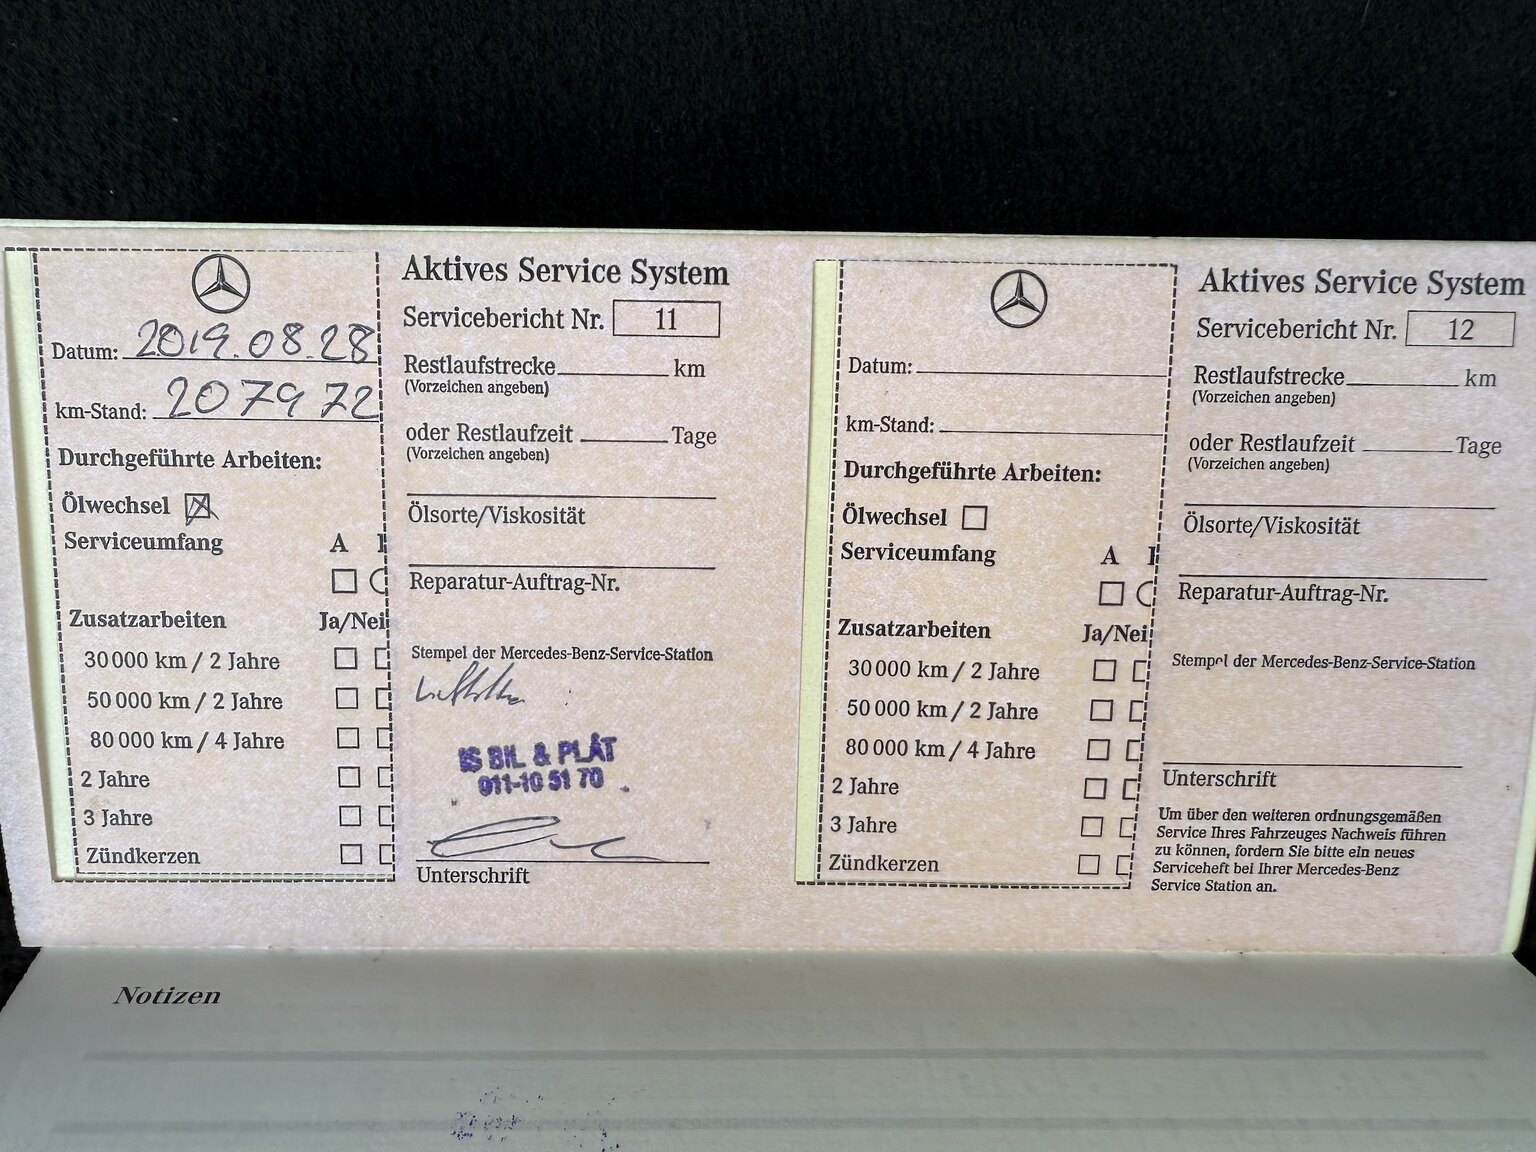 Datum: 2019.08.28
km-Stand: 207972
Durchgeführte Arbeiten:
Ölwechsel
Serviceumfang A
Zusatzarbeiten Ja/Nei
30 000 km / 2 Jahre
50 000 km / 2 Jahre
80 000 km / 4 Jahre
2 Jahre
3 Jahre
Zündkerzen
Aktives Service System
Servicebericht Nr. 11
Restlaufstrecke km
(Vorzeichen angeben)
oder Restlaufzeit Tage
(Vorzeichen angeben)
Ölsorte/Viskosität
Reparatur-Auftrag-Nr.
Stempel der Mercedes-Benz-Service-Station
IS BIL & PLÅT
011-10 51 70
Unterschrift
Datum:
km-Stand:
Durchgeführte Arbeiten:
Ölwechsel
Serviceumfang A
Zusatzarbeiten Ja/Nei
30 000 km / 2 Jahre
50 000 km / 2 Jahre
80 000 km / 4 Jahre
2 Jahre
3 Jahre
Zündkerzen
Aktives Service System
Servicebericht Nr. 12
Restlaufstrecke km
(Vorzeichen angeben)
oder Restlaufzeit Tage
(Vorzeichen angeben)
Ölsorte/Viskosität
Reparatur-Auftrag-Nr.
Stempel der Mercedes-Benz-Service-Station
Unterschrift
Um über den weiteren ordnungsgemäßen
Service Ihres Fahrzeuges Nachweis führen
zu können, fordern Sie bitte ein neues
Serviceheft bei Ihrer Mercedes-Benz
Service Station an.
Notizen